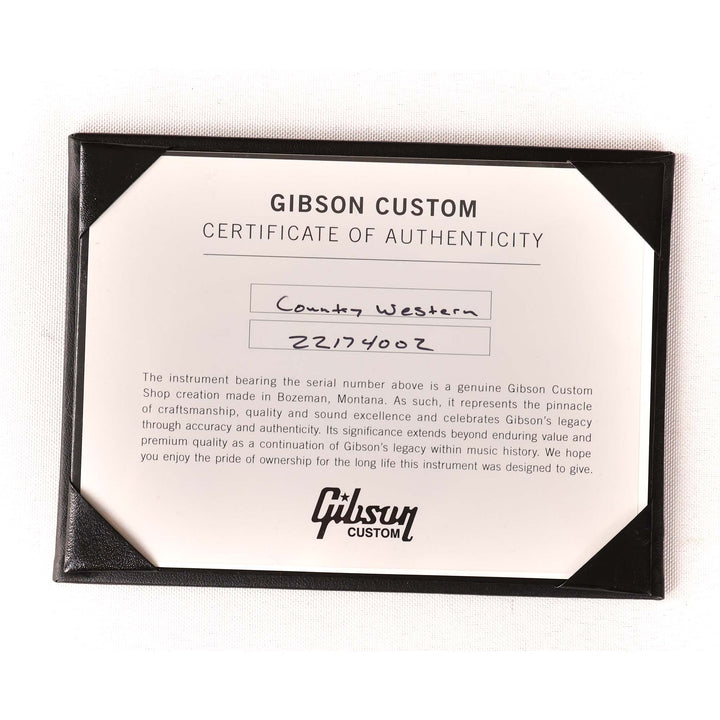 GIBSON CUSTOM
CERTIFICATE OF AUTHENTICITY
Country Western
22174002
The instrument bearing the serial number above is a genuine Gibson Custom
Shop creation made in Bozeman, Montana. As such, it represents the pinnacle
of craftsmanship, quality and sound excellence and celebrates Gibson's legacy
through accuracy and authenticity. Its significance extends beyond enduring value and
premium quality as a continuation of Gibson's legacy within music history. We hope
you enjoy the pride of ownership for the long life this instrument was designed to give.
Gibson
CUSTOM